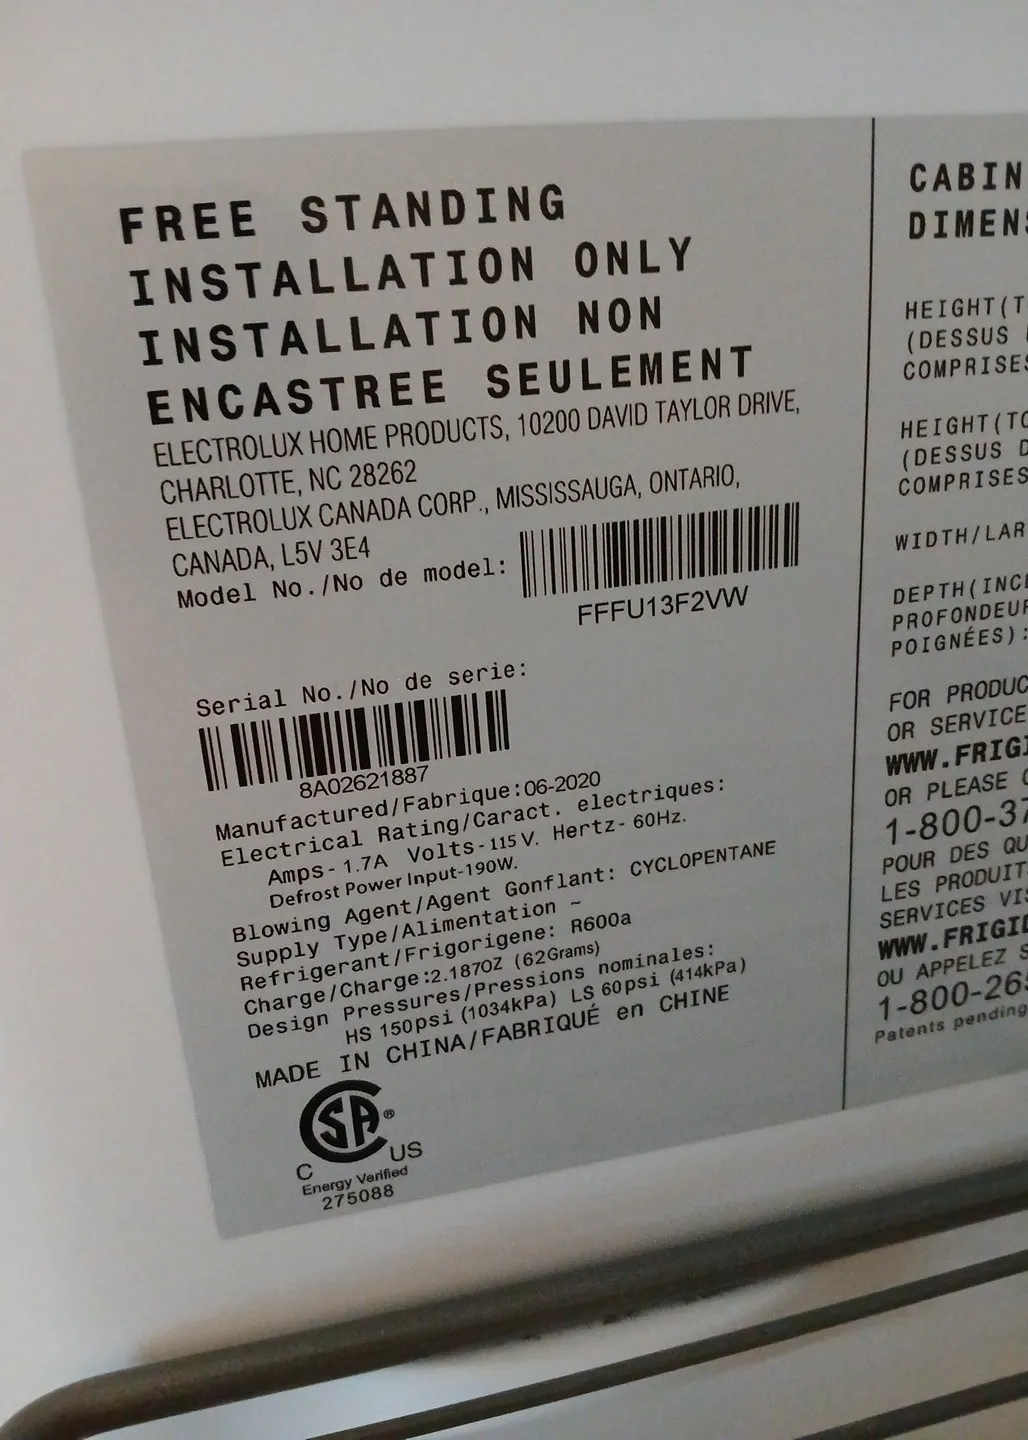 FREE STANDING
INSTALLATION ONLY
INSTALLATION NON
ENCASTREE SEULEMENT
ELECTROLUX HOME PRODUCTS, 10200 DAVID TAYLOR DRIVE,
CHARLOTTE, NC 28262
ELECTROLUX CANADA CORP., MISSISSAUGA, ONTARIO,
CANADA, L5V 3E4
Model No./No de model:
FFFU13F2VW
Serial No./No de serie:
8A02621887
Manufactured/Fabrique:06-2020
Electrical Rating/Caract. electriques:
Amps- 1.7A Volts-115 V. Hertz- 60Hz.
Defrost Power Input-190W.
Blowing Agent/Agent Gonflant: CYCLOPENTANE
Supply Type/Alimentation ~
Refrigerant/Frigorigene: R600a
Charge/Charge:2.187OZ (62Grams)
Design Pressures/Pressions nominales:
HS 150psi (1034kPa) LS 60psi (414kPa)
MADE IN CHINA/FABRIQUÉ en CHINE
CSA®
C US
Energy Verified
275088
CABIN
DIMENS
HEIGHT(T
(DESSUS
COMPRISES
HEIGHT(TO
(DESSUS D
COMPRISES
WIDTH/LAR
DEPTH(INCL
PROFONDEUR
POIGNÉES):
FOR PRODUC
OR SERVICE
WWW.FRIGI
OR PLEASE C
1-800-37
POUR DES QU
LES PRODUIT
SERVICES VIS
WWW.FRIGIL
OU APPELEZ S
1-800-265
Patents pending